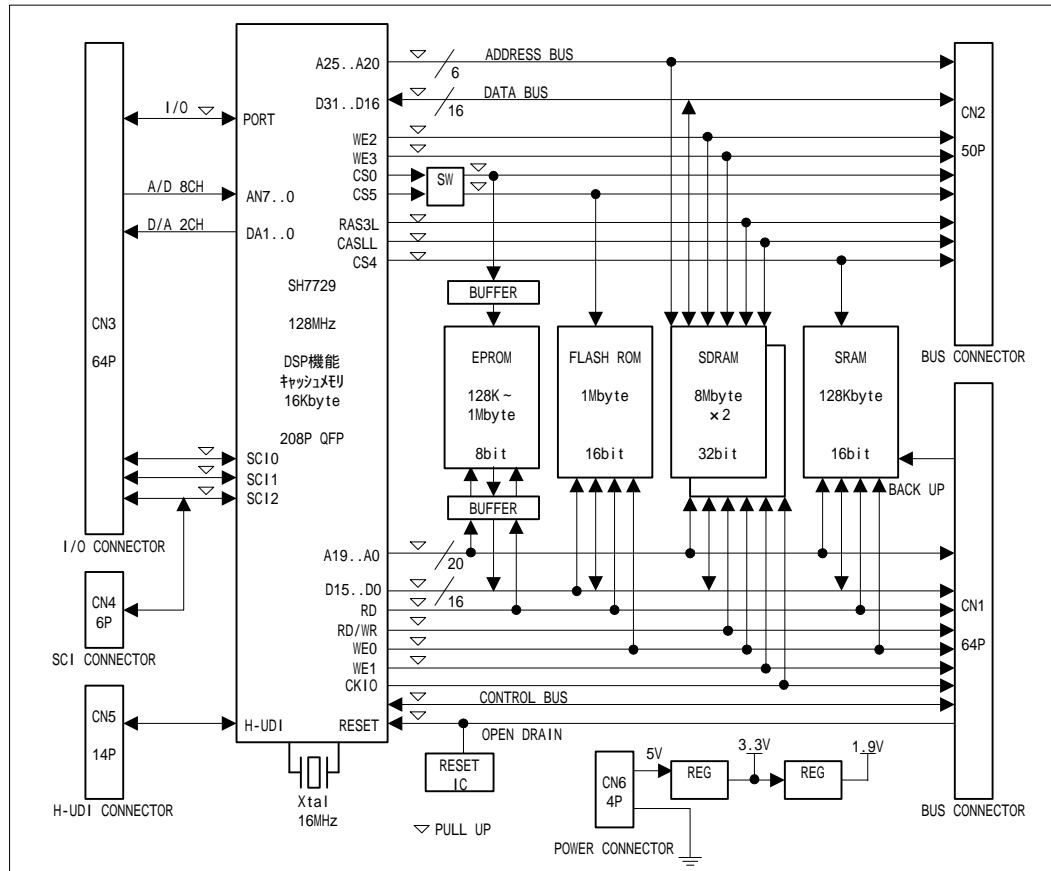 A25..A20
ADDRESS BUS
6
D31..D16
DATA BUS
16
I/O
PORT
WE2
WE3
CS0
SW
CS5
A/D 8CH
AN7..0
D/A 2CH
DA1..0
RAS3L
CASLL
CS4
CN2
50P
BUS CONNECTOR
SH7729
128MHz
DSP機能
キャッシュメモリ
16Kbyte
208P QFP
CN3
64P
BUFFER
EPROM
128K~
1Mbyte
8bit
BUFFER
FLASH ROM
1Mbyte
16bit
SDRAM
8Mbyte
×2
32bit
SRAM
128Kbyte
16bit
BACK UP
SCI0
SCI1
SCI2
I/O CONNECTOR
A19..A0
20
D15..D0
16
RD
RD/WR
WE0
WE1
CKIO
CONTROL BUS
RESET
OPEN DRAIN
CN1
64P
BUS CONNECTOR
CN4
6P
SCI CONNECTOR
CN5
14P
H-UDI
H-UDI CONNECTOR
Xtal
16MHz
RESET
IC
▽ PULL UP
CN6
4P
5V
REG
3.3V
REG
1.9V
POWER CONNECTOR